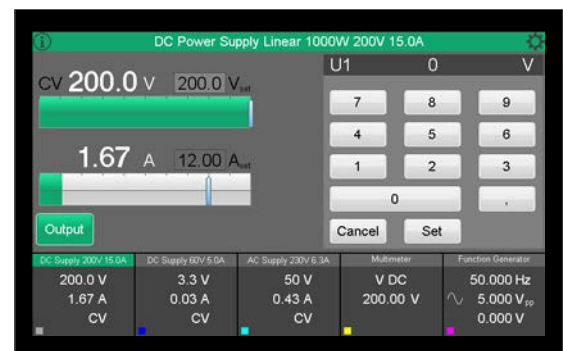 DC Power Supply Linear 1000W 200V 15.0A
CV 200.0 V 200.0 Vset
1.67 A 12.00 Aset
Output
U1 0 V
7 8 9
4 5 6
1 2 3
0 ,
Cancel Set
DC Supply 200V 15.0A
200.0 V
1.67 A
CV
DC Supply 60V 5.0A
3.3 V
0.03 A
CV
AC Supply 230V 6.3A
50 V
0.43 A
CV
Multimeter
V DC
200.00 V
Function Generator
50.000 Hz
5.000 Vpp
0.000 V